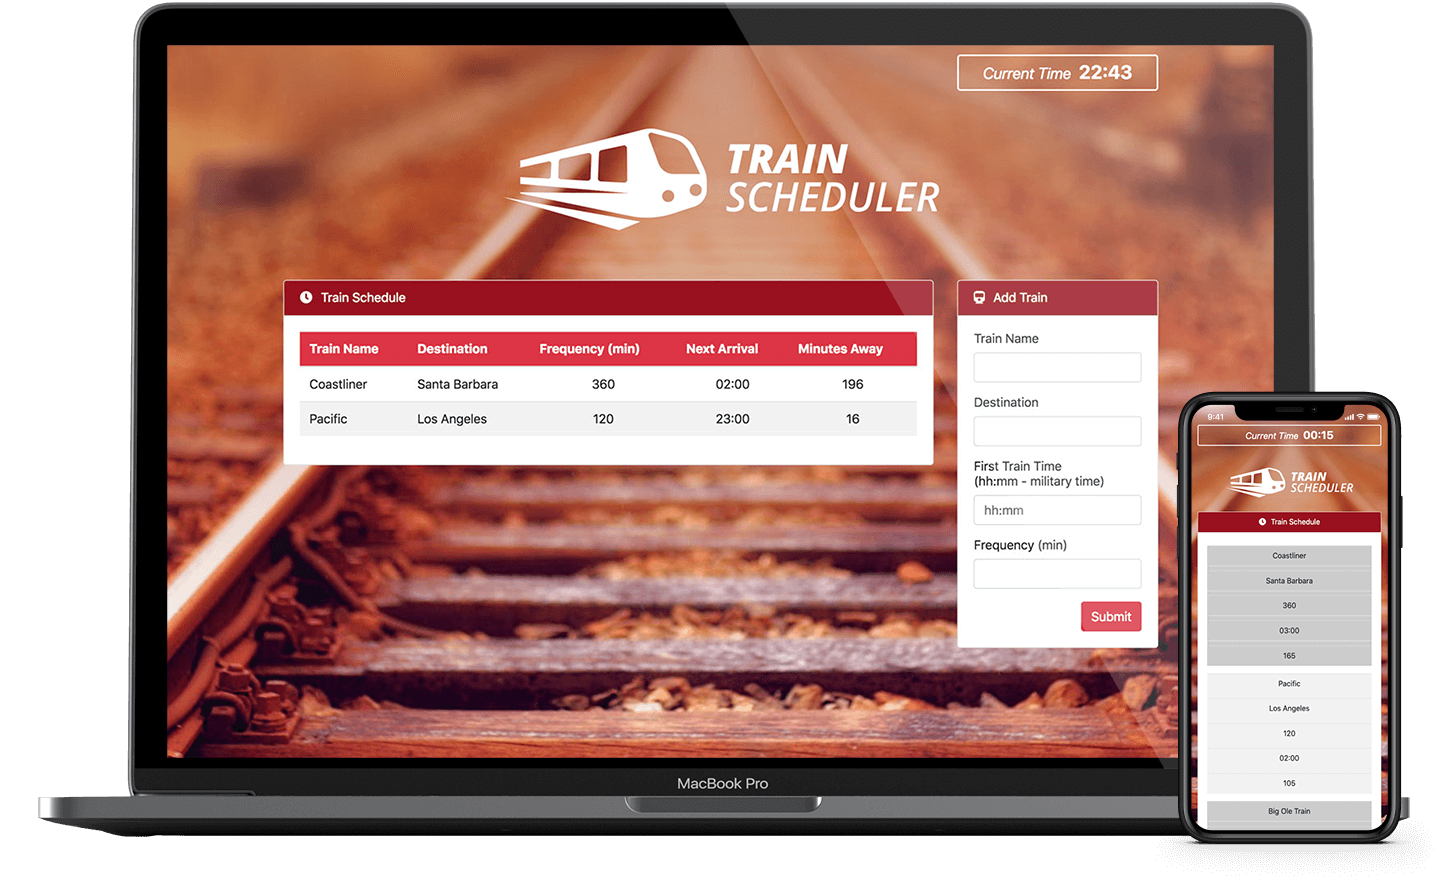 Current Time 22:43
TRAIN
SCHEDULER
Train Schedule
Train Name Destination Frequency (min) Next Arrival Minutes Away
Coastliner Santa Barbara 360 02:00 196
Pacific Los Angeles 120 23:00 16
Add Train
Train Name
Destination
First Train Time
(hh:mm - military time)
hh:mm
Frequency (min)
Submit
MacBook Pro
9:41
Current Time 00:15
TRAIN
SCHEDULER
Train Schedule
Coastliner
Santa Barbara
360
03:00
165
Pacific
Los Angeles
120
02:00
105
Big Ole Train